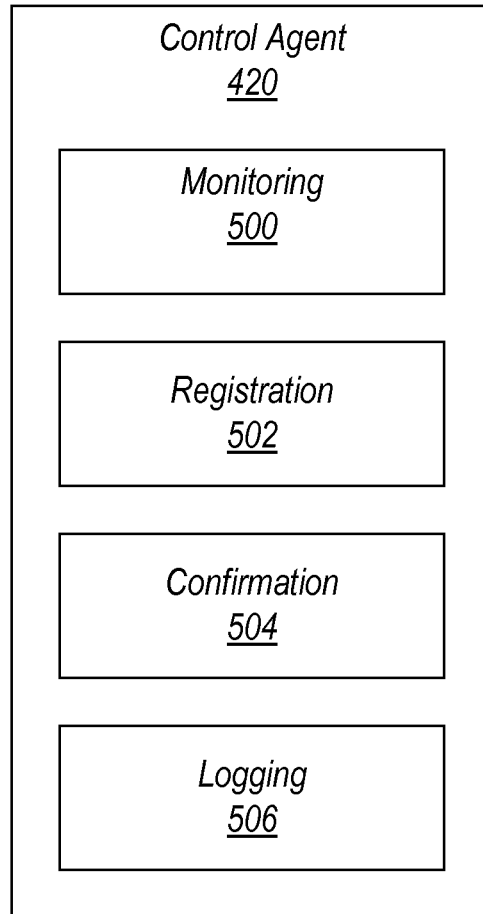 Control Agent
420
Monitoring
500
Registration
502
Confirmation
504
Logging
506